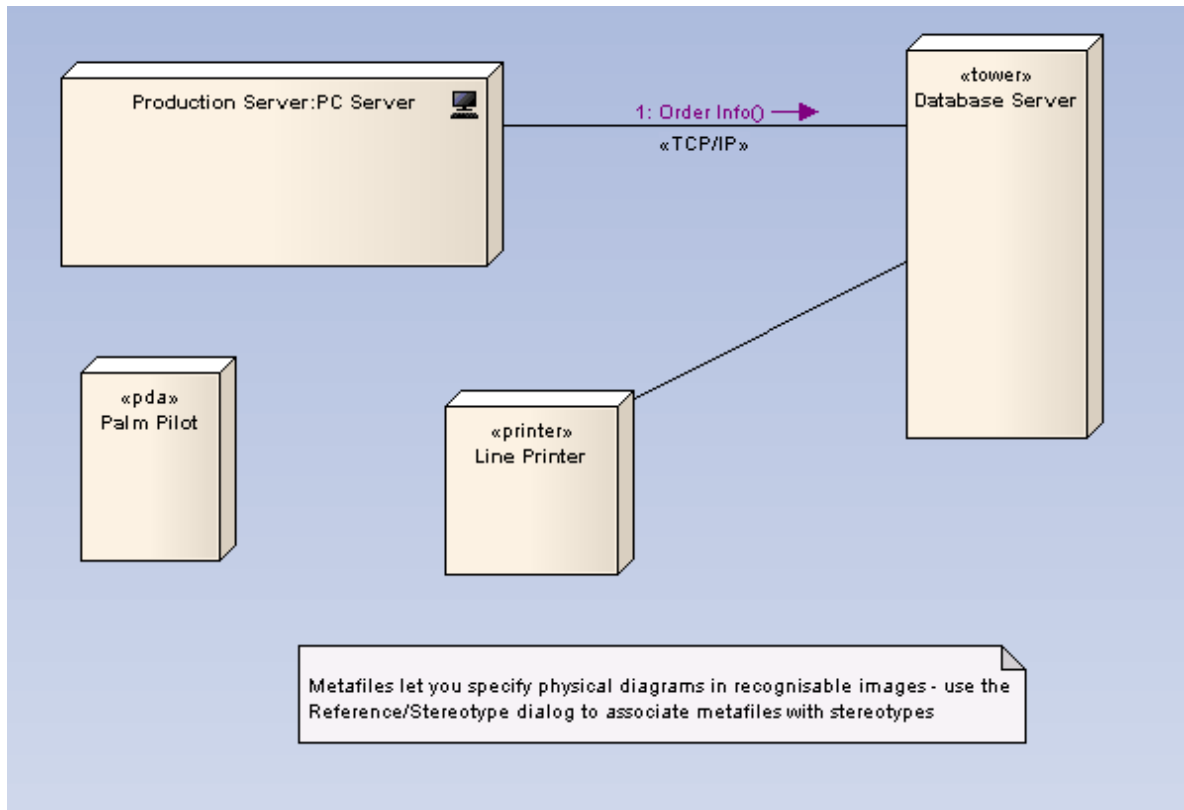 Production Server:PC Server
«tower»
Database Server
1: Order Info()
«TCP/IP»
«pda»
Palm Pilot
«printer»
Line Printer
Metafiles let you specify physical diagrams in recognisable images - use the
Reference/Stereotype dialog to associate metafiles with stereotypes